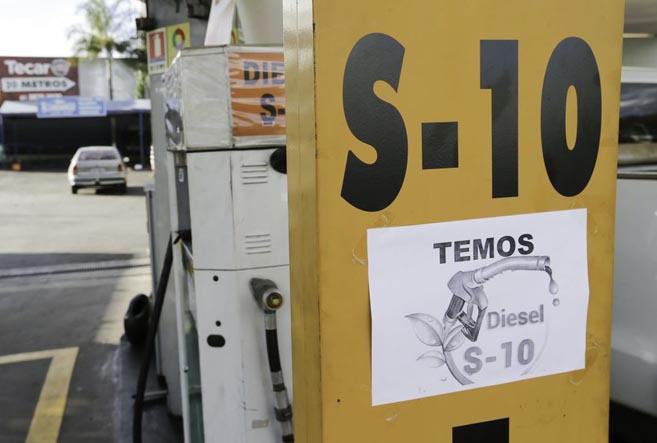 Tecar
20 METROS
DIE
S-
S-10
TEMOS
Diesel
S-10